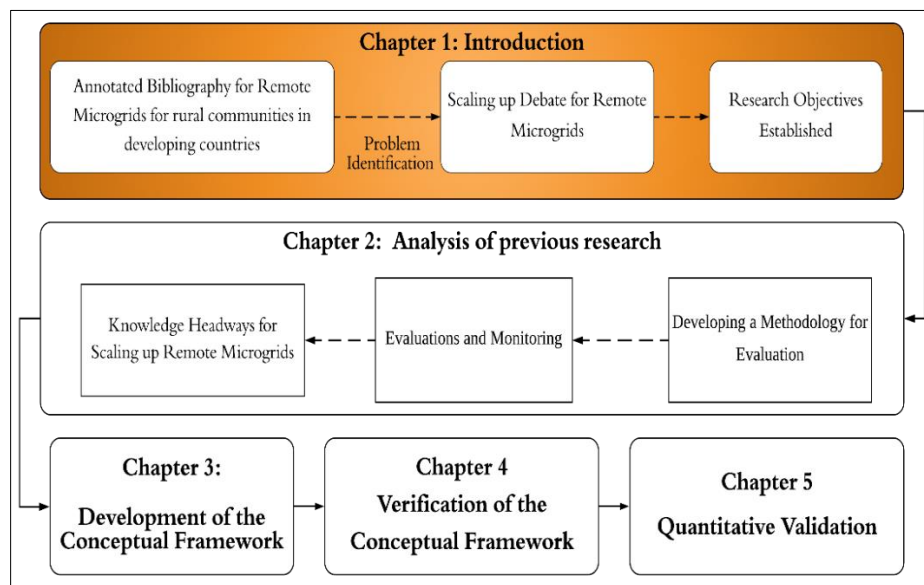 Chapter 1: Introduction
Annotated Bibliography for Remote
Microgrids for rural communities in
developing countries
Problem
Identification
Scaling up Debate for Remote
Microgrids
Research Objectives
Established
Chapter 2: Analysis of previous research
Knowledge Headways for
Scaling up Remote Microgrids
Evaluations and Monitoring
Developing a Methodology for
Evaluation
Chapter 3:
Development of the
Conceptual Framework
Chapter 4
Verification of the
Conceptual Framework
Chapter 5
Quantitative Validation